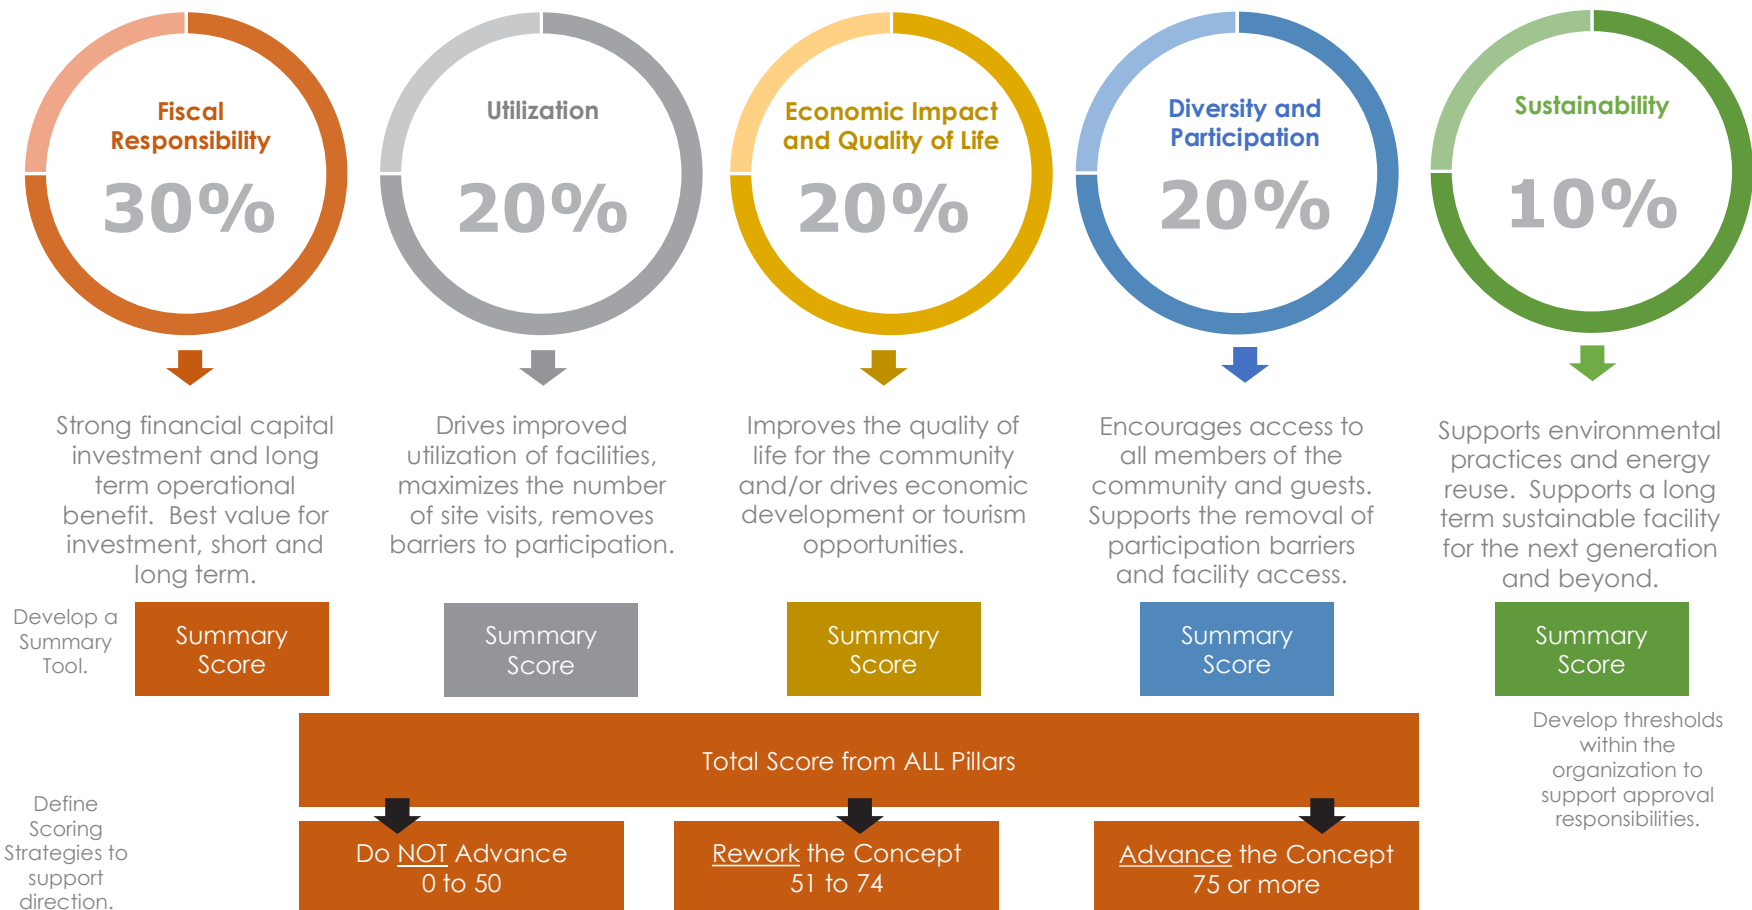 Fiscal
Responsibility
30%
Utilization
20%
Economic Impact
and Quality of Life
20%
Diversity and
Participation
20%
Sustainability
10%
Strong financial capital
investment and long
term operational
benefit.  Best value for
investment, short and
long term.
Drives improved
utilization of facilities,
maximizes the number
of site visits, removes
barriers to participation.
Improves the quality of
life for the community
and/or drives economic
development or tourism
opportunities.
Encourages access to
all members of the
community and guests.
Supports the removal of
participation barriers
and facility access.
Supports environmental
practices and energy
reuse.  Supports a long
term sustainable facility
for the next generation
and beyond.
Develop a
Summary
Tool.
Summary
Score
Summary
Score
Summary
Score
Summary
Score
Summary
Score
Total Score from ALL Pillars
Develop thresholds
within the
organization to
support approval
responsibilities.
Define
Scoring
Strategies to
support
direction.
Do NOT Advance
0 to 50
Rework the Concept
51 to 74
Advance the Concept
75 or more